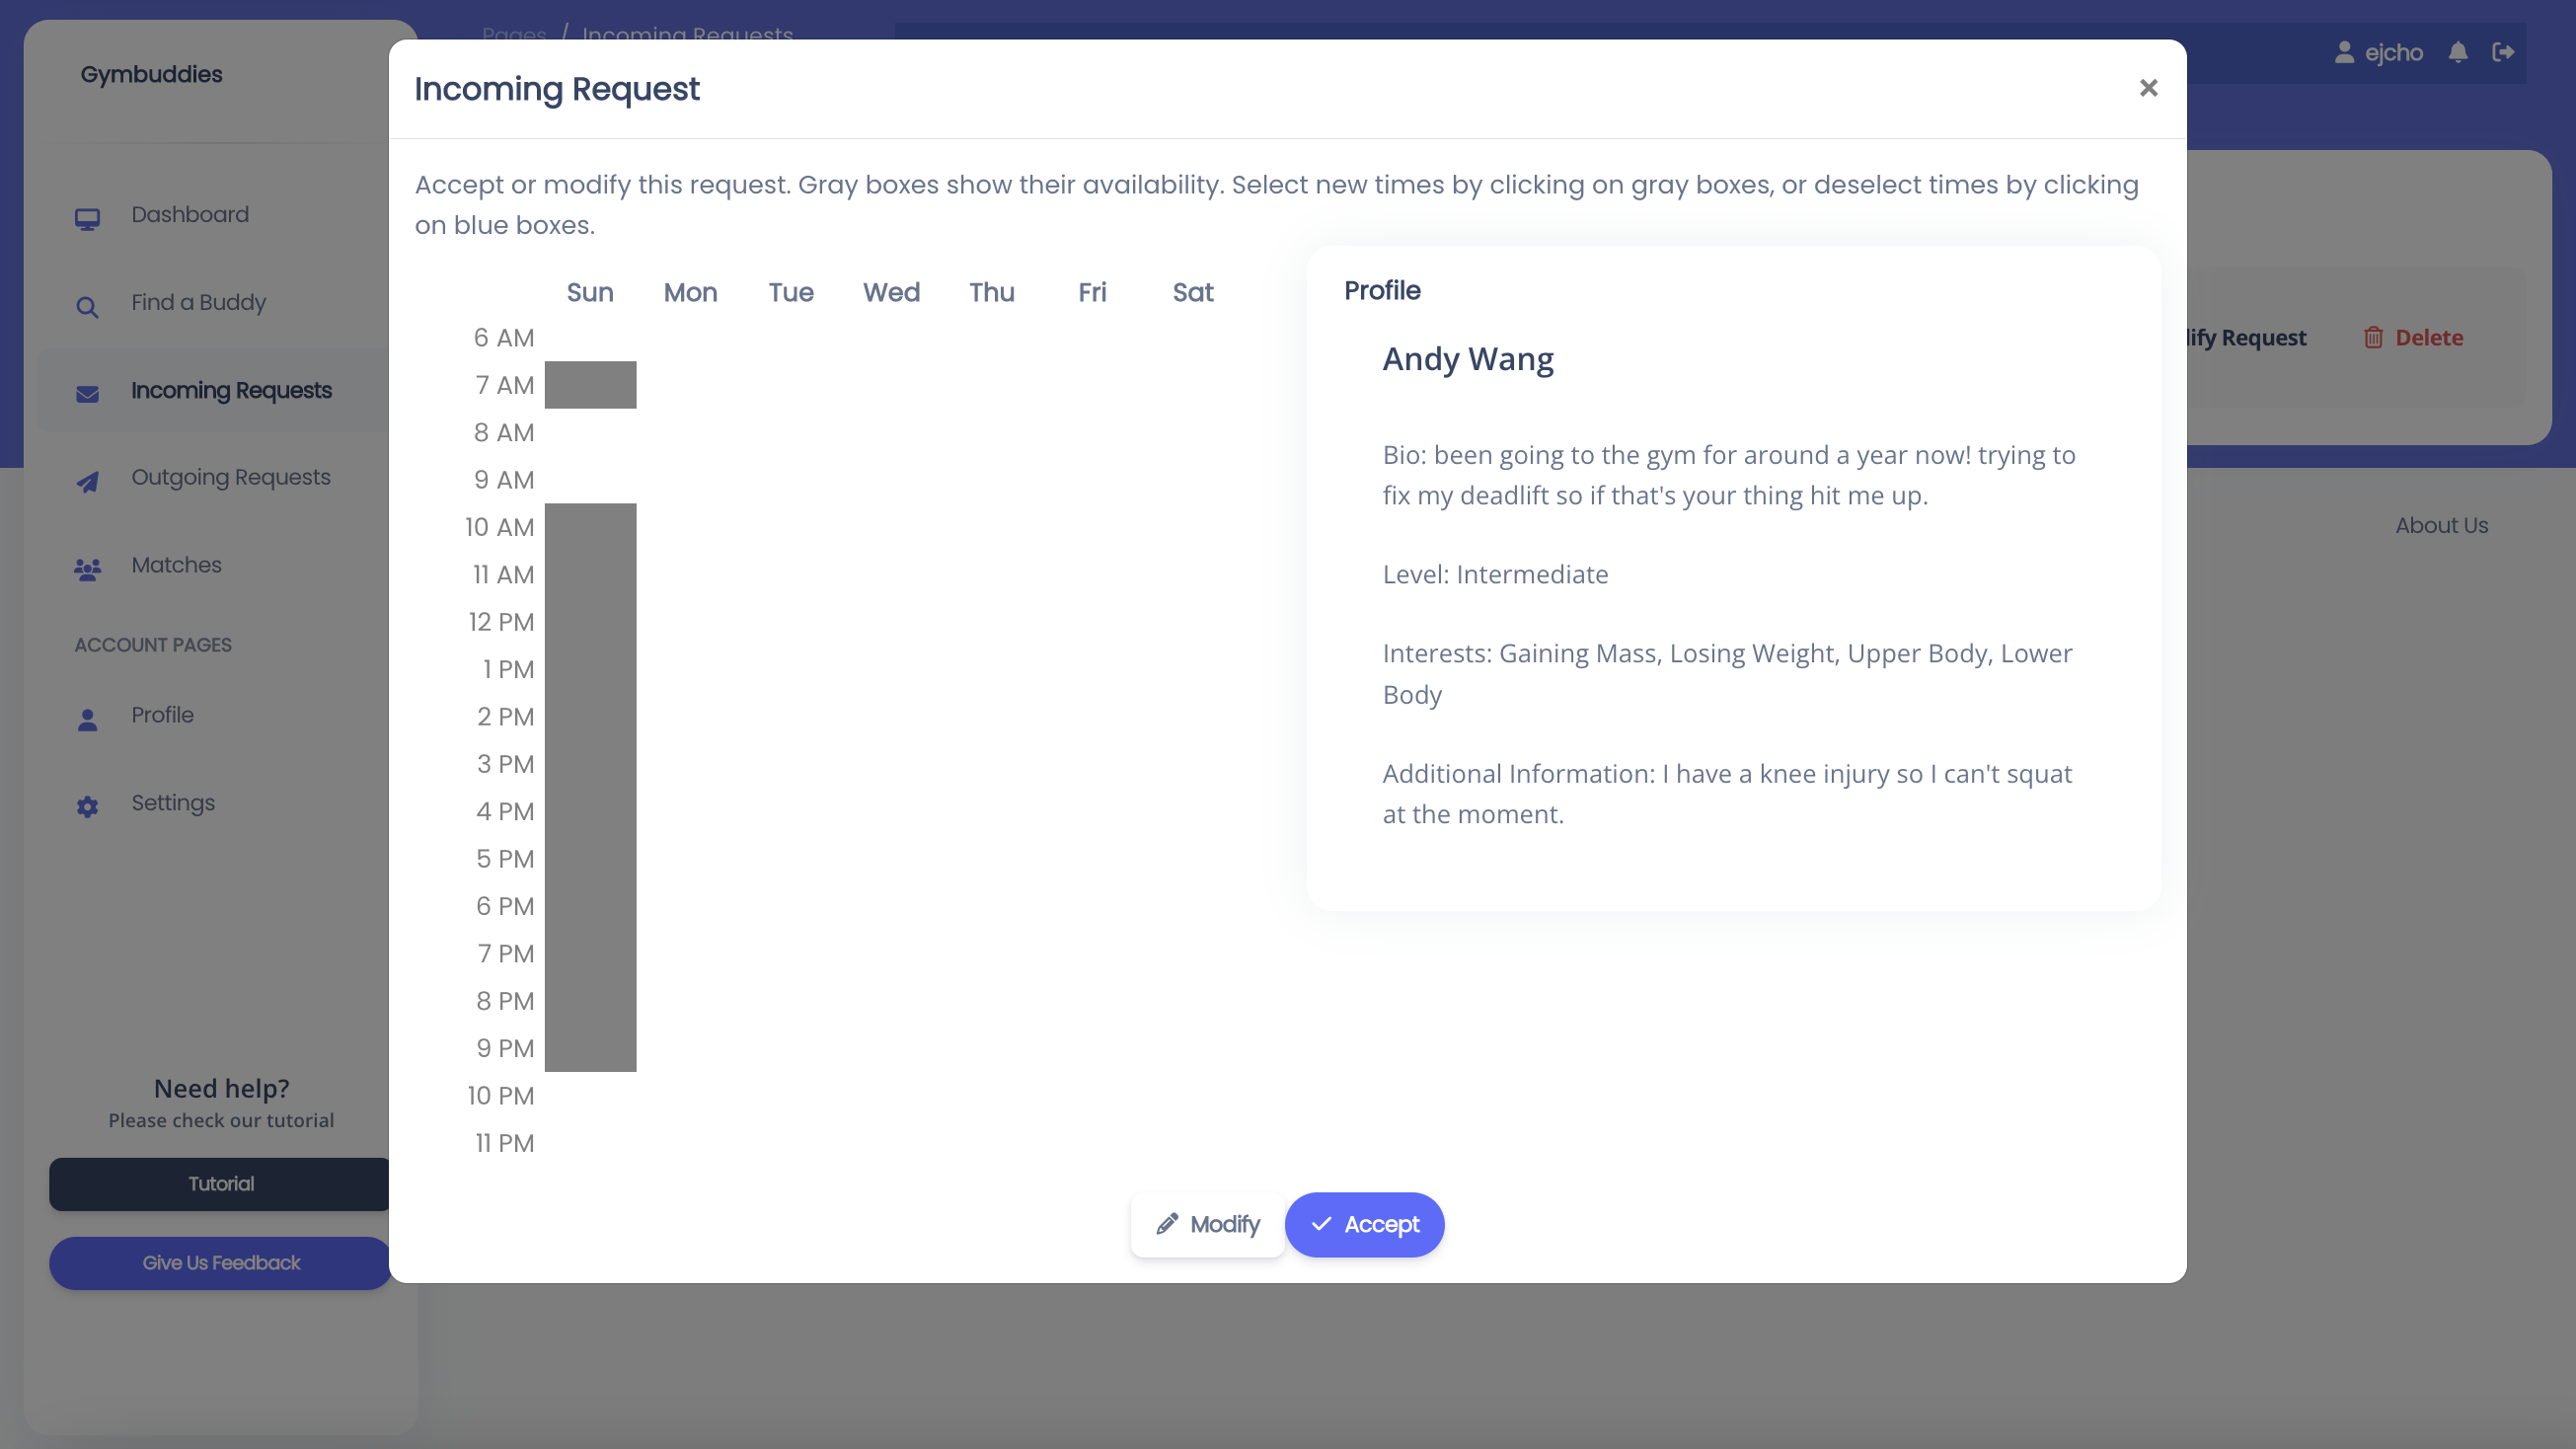 Gymbuddies
Dashboard
Find a Buddy
Incoming Requests
Outgoing Requests
Matches
ACCOUNT PAGES
Profile
Settings
Need help?
Please check our tutorial
Tutorial
Give Us Feedback
Pages / Incoming Requests
ejcho
Incoming Request
Accept or modify this request. Gray boxes show their availability. Select new times by clicking on gray boxes, or deselect times by clicking
on blue boxes.
Sun Mon Tue Wed Thu Fri Sat
6 AM
7 AM
8 AM
9 AM
10 AM
11 AM
12 PM
1 PM
2 PM
3 PM
4 PM
5 PM
6 PM
7 PM
8 PM
9 PM
10 PM
11 PM
Profile
Andy Wang
Bio: been going to the gym for around a year now! trying to
fix my deadlift so if that's your thing hit me up.
Level: Intermediate
Interests: Gaining Mass, Losing Weight, Upper Body, Lower
Body
Additional Information: I have a knee injury so I can't squat
at the moment.
Modify Accept
Request Delete
About Us